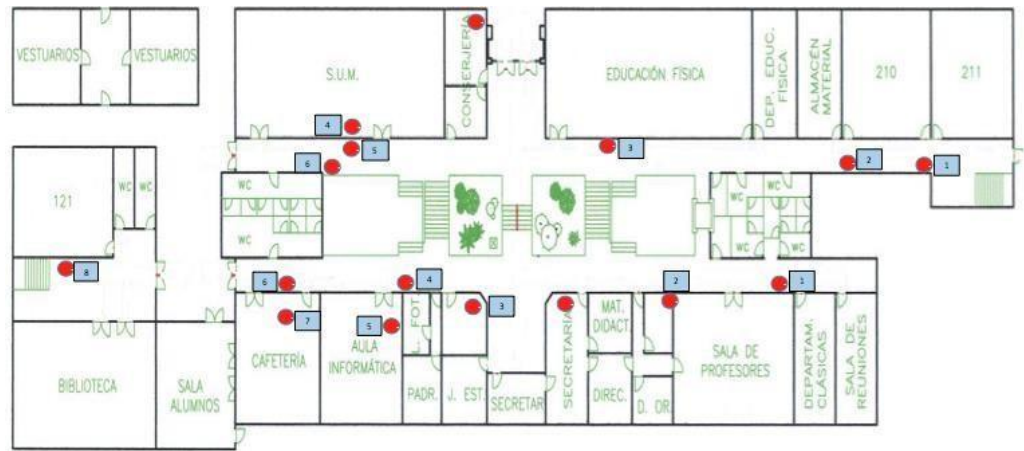 VESTUARIOS
VESTUARIOS
S.U.M.
CONSERJERÍA
EDUCACIÓN FÍSICA
DEP. EDUC.
FÍSICA.
ALMACÉN
MATERIAL
210
211
4
5
6
3
2
1
121
WC
WC
WC
WC
WC
WC
WC
WC
8
6
4
2
1
7
5
3
CAFETERÍA
AULA
INFORMÁTICA
L. FOT.
PADR.
J. EST.
SECRETAR
SECRETARÍA
MAT.
DIDACT.
DIREC.
D. OR.
SALA DE
PROFESORES
DEPARTAM.
CLÁSICAS
SALA DE
REUNIONES
BIBLIOTECA
SALA
ALUMNOS